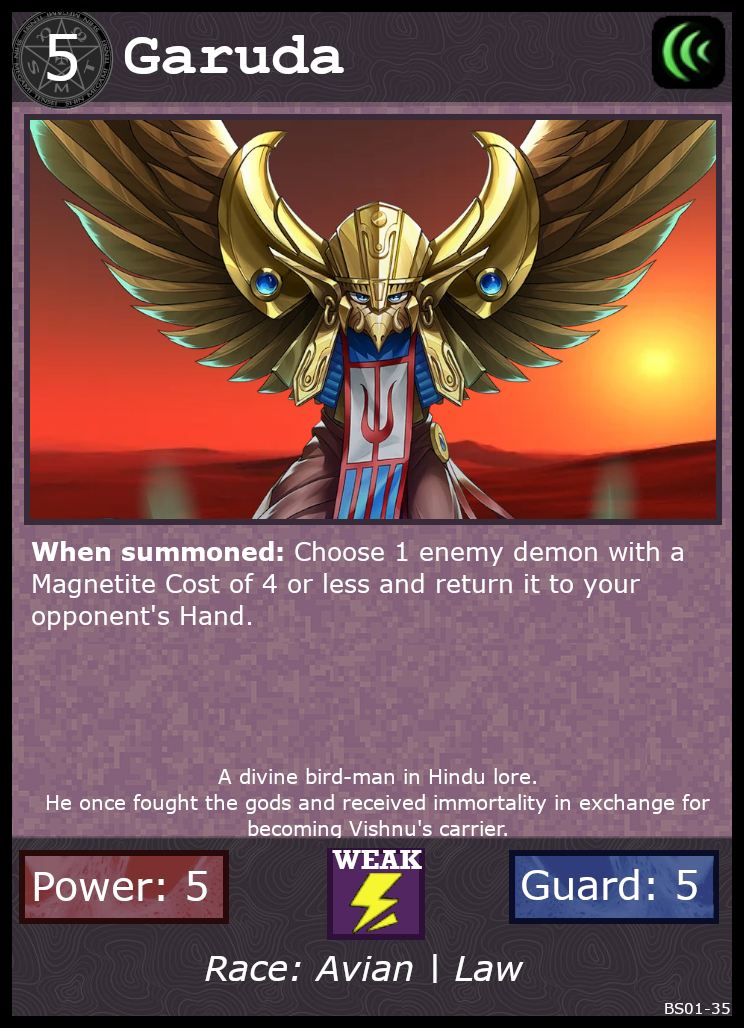 5 Garuda
When summoned: Choose 1 enemy demon with a
Magnetite Cost of 4 or less and return it to your
opponent's Hand.
A divine bird-man in Hindu lore.
He once fought the gods and received immortality in exchange for
becoming Vishnu's carrier.
WEAK
Power: 5
Guard: 5
Race: Avian | Law
BS01-35